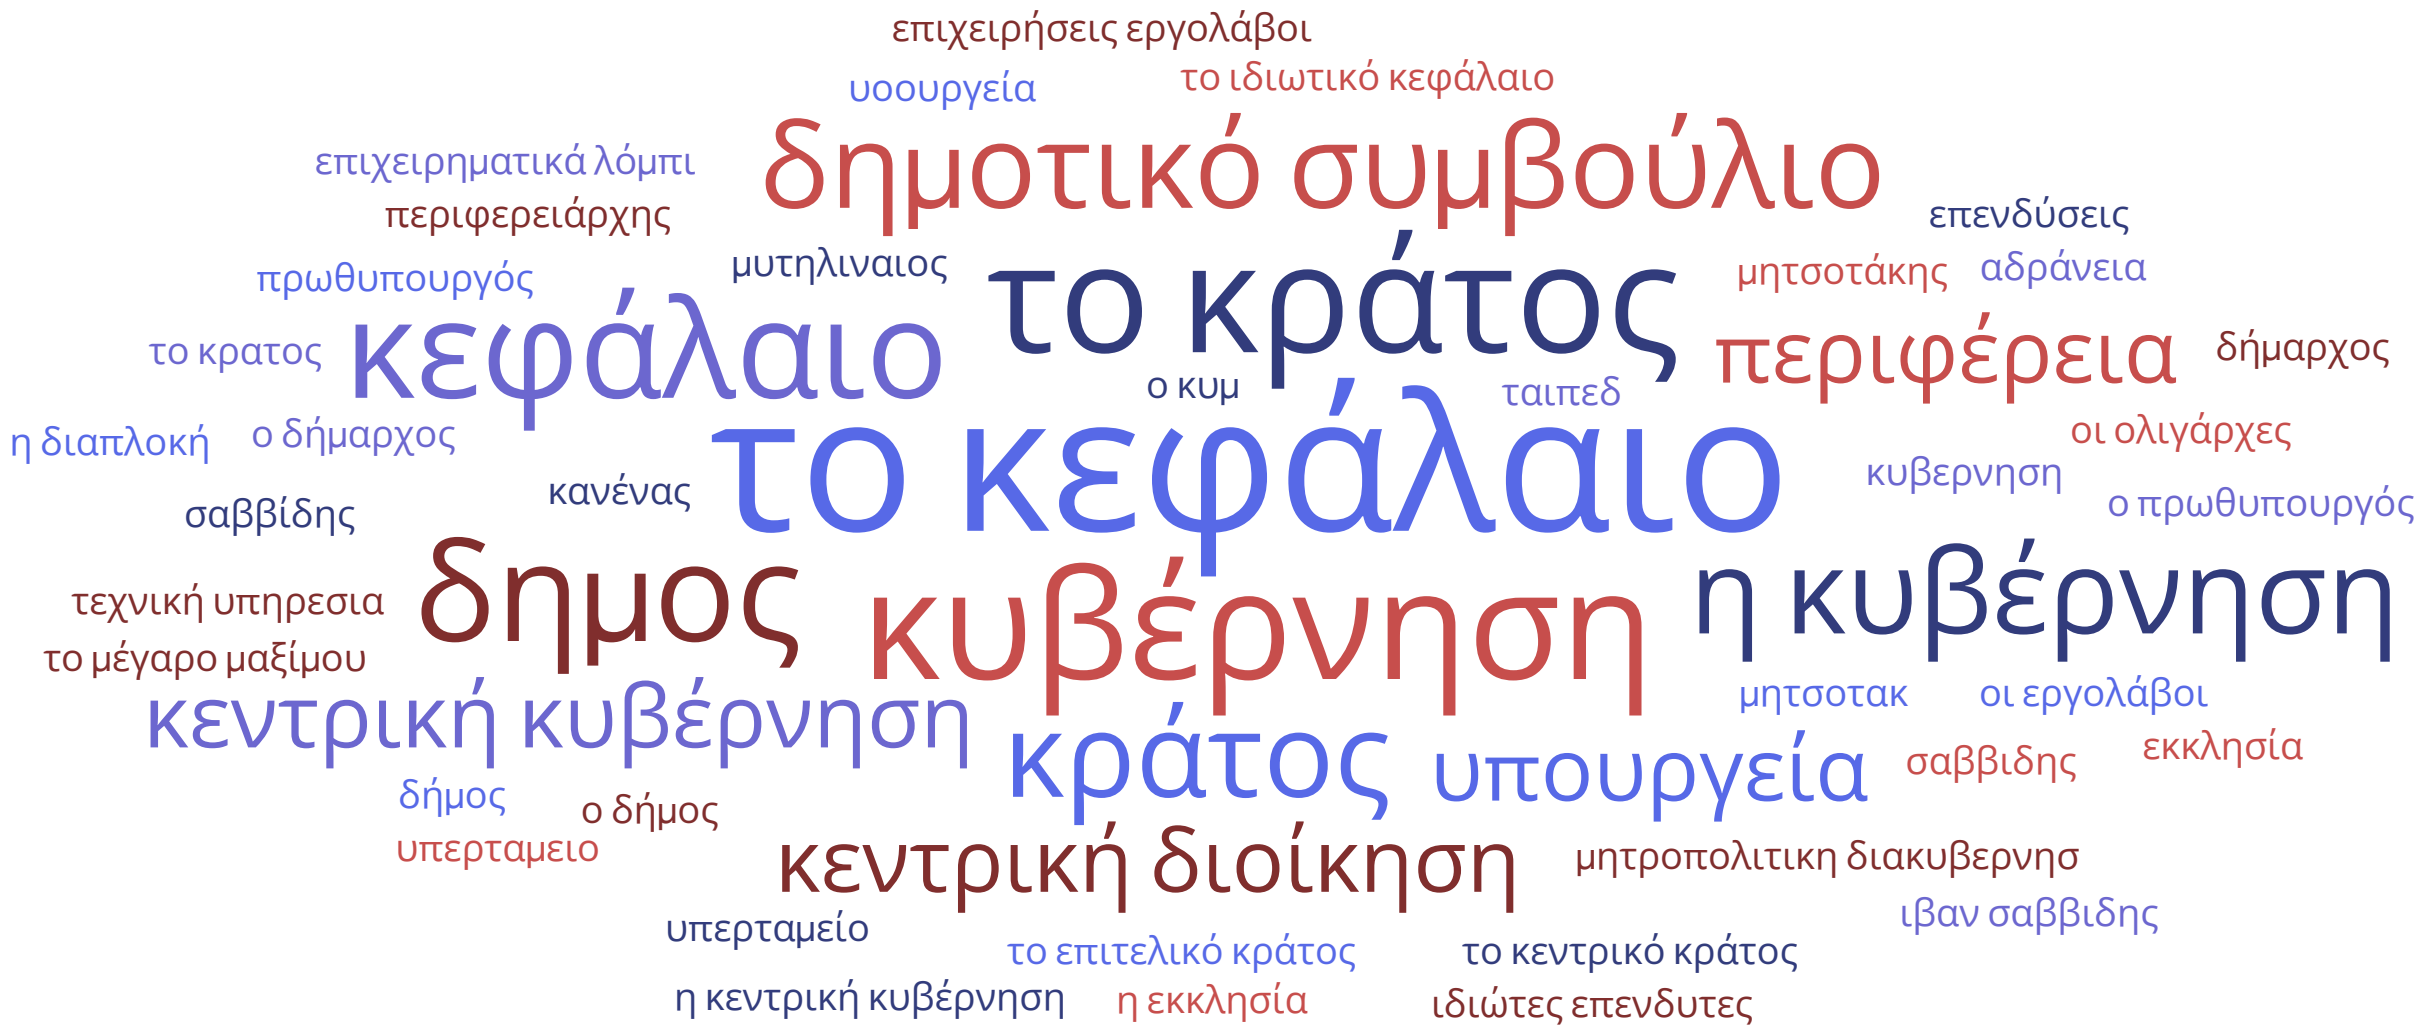 επιχειρήσεις εργολάβοι
υοουργεία
το ιδιωτικό κεφάλαιο
δημοτικό συμβούλιο
επιχειρηματικά λόμπι
περιφερειάρχης
επενδύσεις
μυτηλιναιος
το κράτος
μητσοτάκης
αδράνεια
πρωθυπουργός
κεφάλαιο
περιφέρεια
δήμαρχος
το κρατος
ο κυμ
ταιπεδ
η διαπλοκή
ο δήμαρχος
το κεφάλαιο
οι ολιγάρχες
κυβερνηση
σαββίδης
κανένας
ο πρωθυπουργός
δημος
κυβέρνηση
η κυβέρνηση
τεχνική υπηρεσια
το μέγαρο μαξίμου
κεντρική κυβέρνηση
μητσοτακ
οι εργολάβοι
κράτος
υπουργεία
σαββιδης
εκκλησία
δήμος
ο δήμος
υπερταμειο
κεντρική διοίκηση
μητροπολιτικη διακυβερνησ
υπερταμείο
ιβαν σαββιδης
το επιτελικό κράτος
το κεντρικό κράτος
η κεντρική κυβέρνηση
η εκκλησία
ιδιώτες επενδυτες